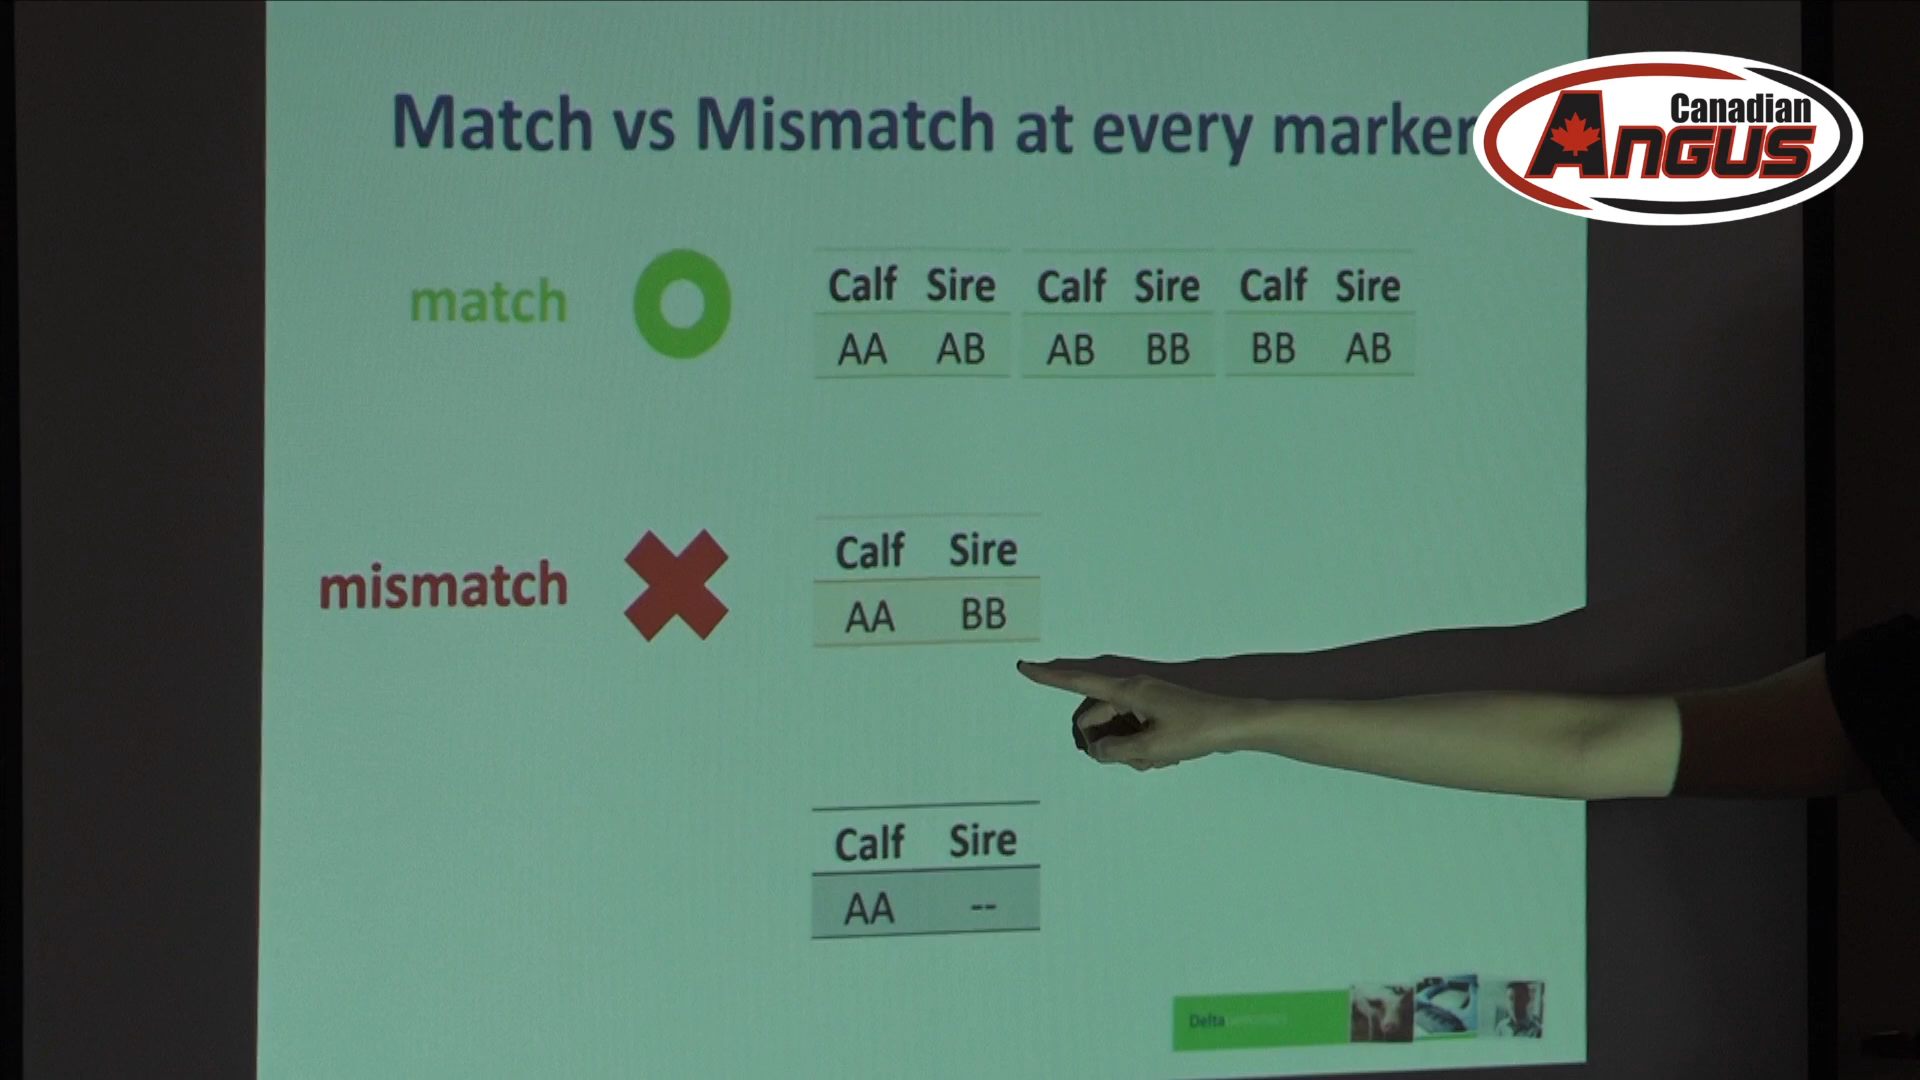 Match vs Mismatch at every marker
Canadian
ANGUS
match
Calf Sire Calf Sire Calf Sire
AA AB AB BB BB AB
mismatch
Calf Sire
AA BB
Calf Sire
AA --
Delta